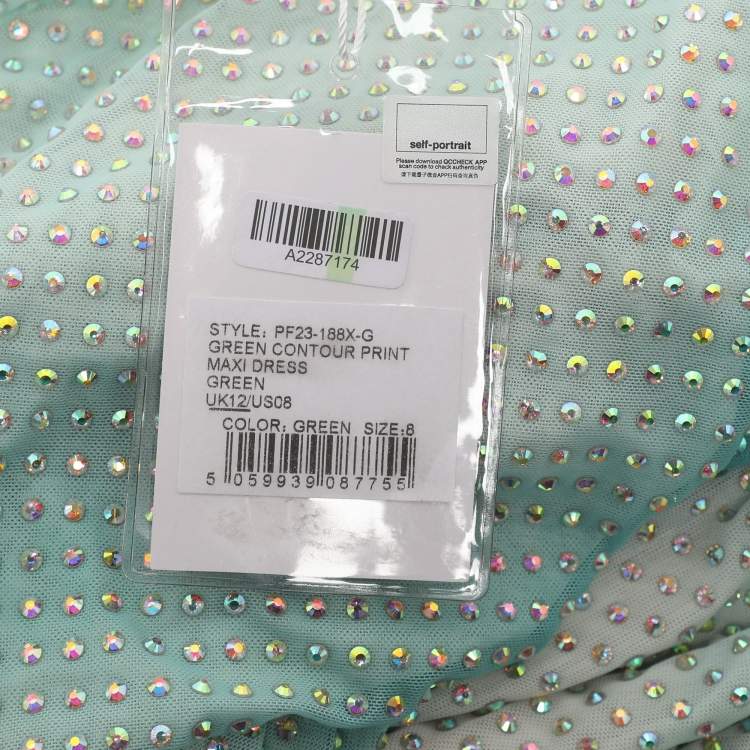 self-portrait
Please download QCCHECK APP
scan code to check authenticity
A2287174
STYLE: PF23-188X-G
GREEN CONTOUR PRINT
MAXI DRESS
GREEN
UK12/US08
COLOR: GREEN SIZE:8
5 059939 087755